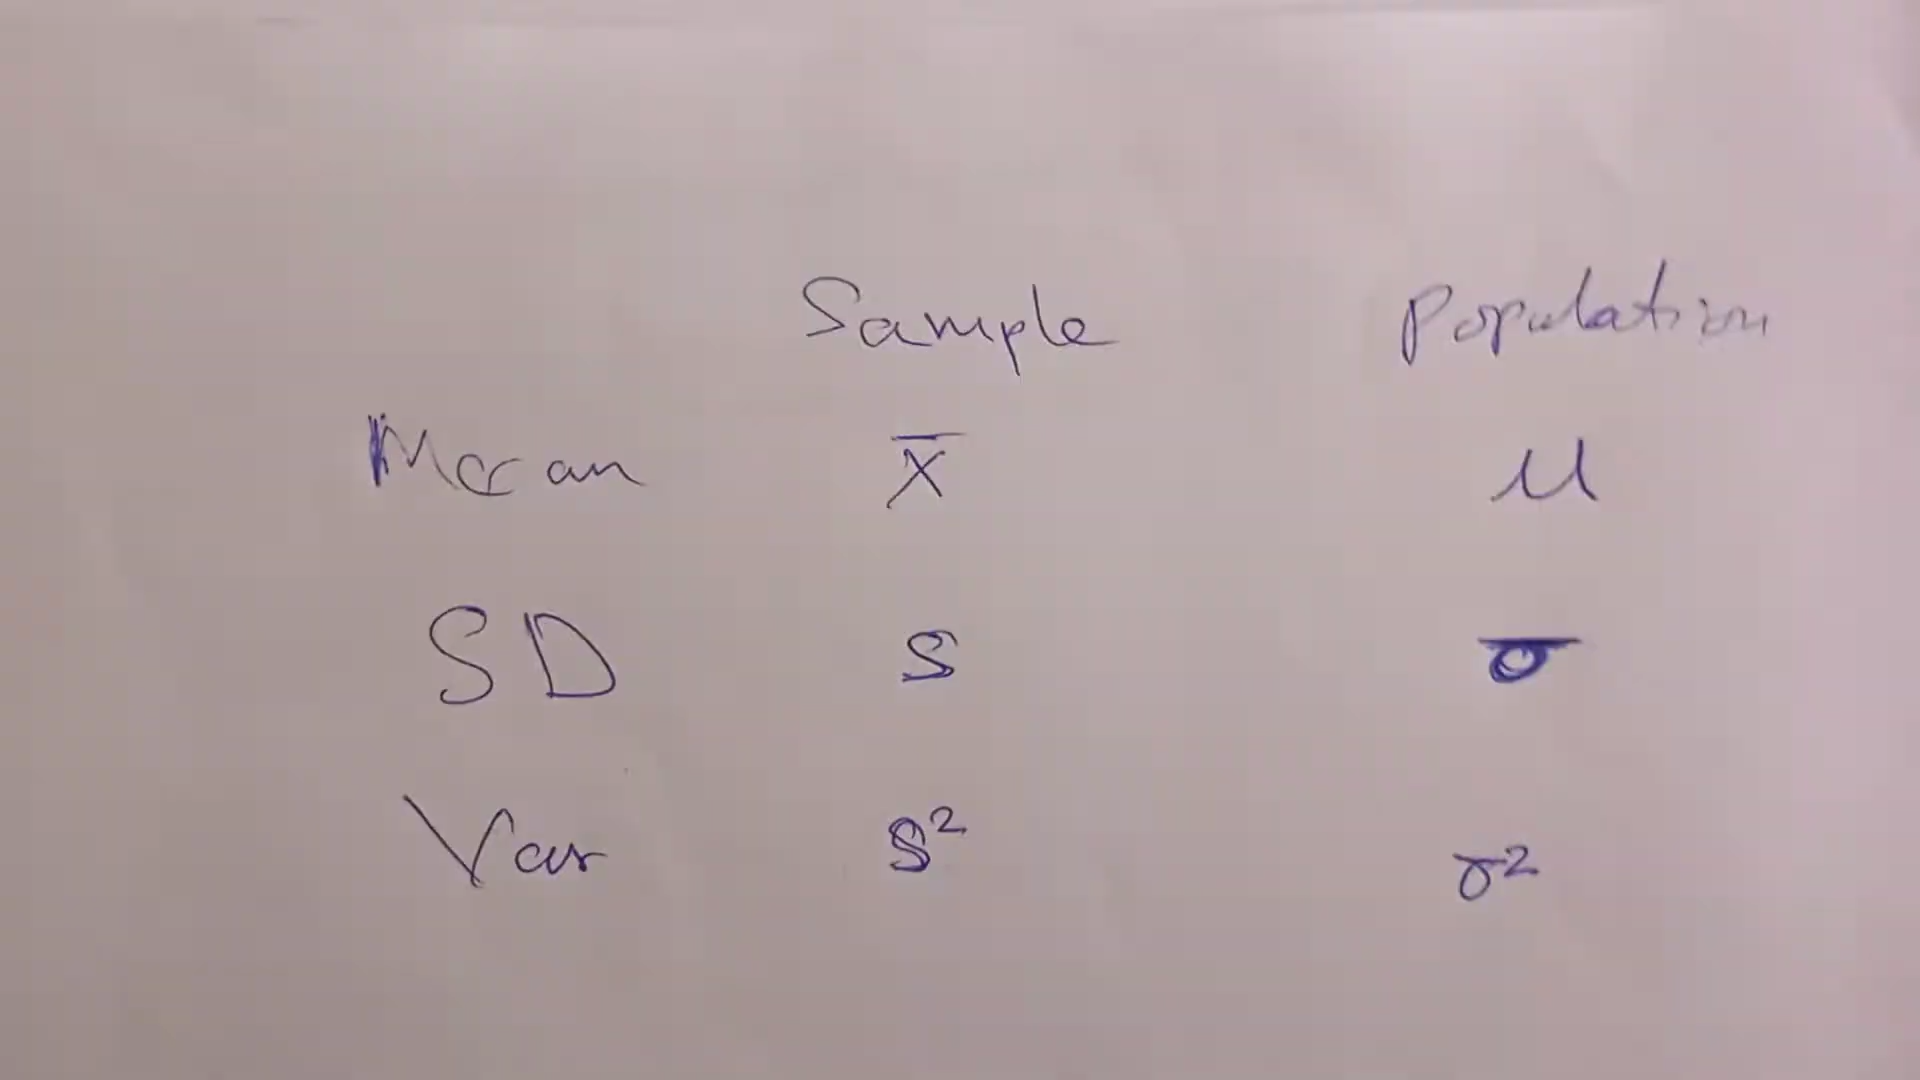 Sample Population
Mean x̄ μ
SD s σ
Var s²  σ²